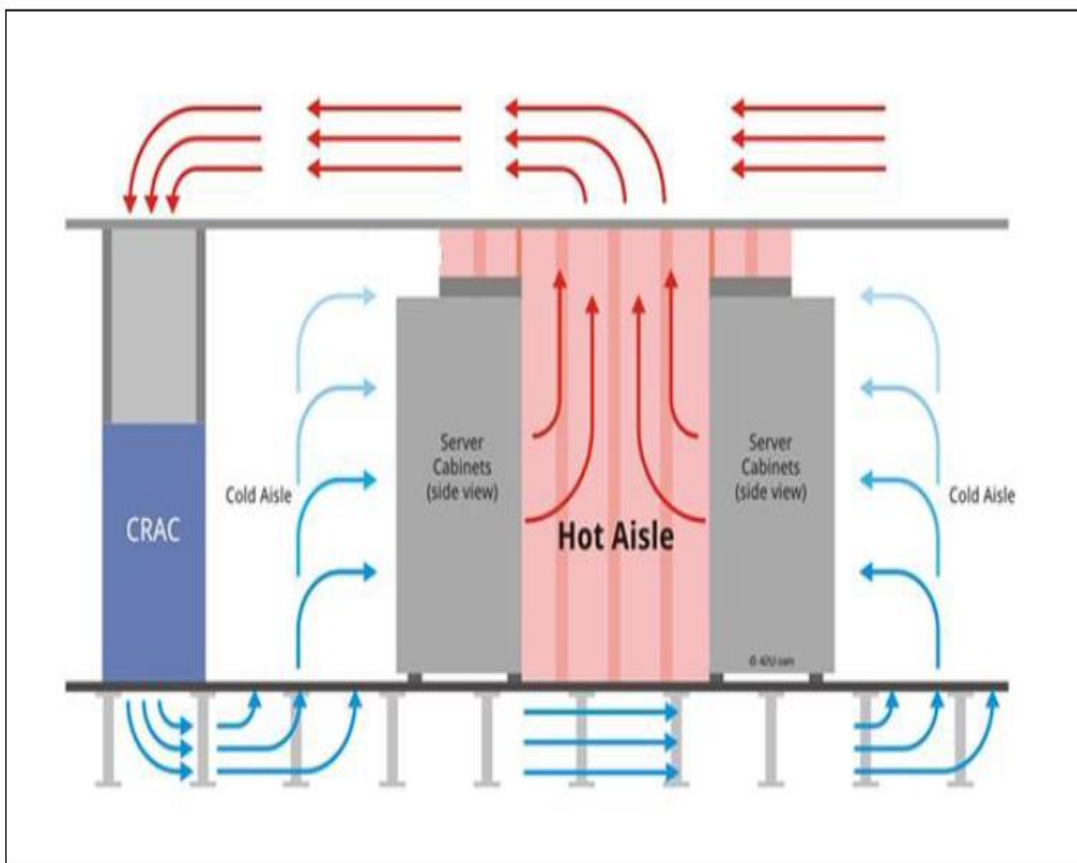 Server
Cabinets
(side view)
Server
Cabinets
(side view)
Cold Aisle
Cold Aisle
CRAC
Hot Aisle
© 42U.com